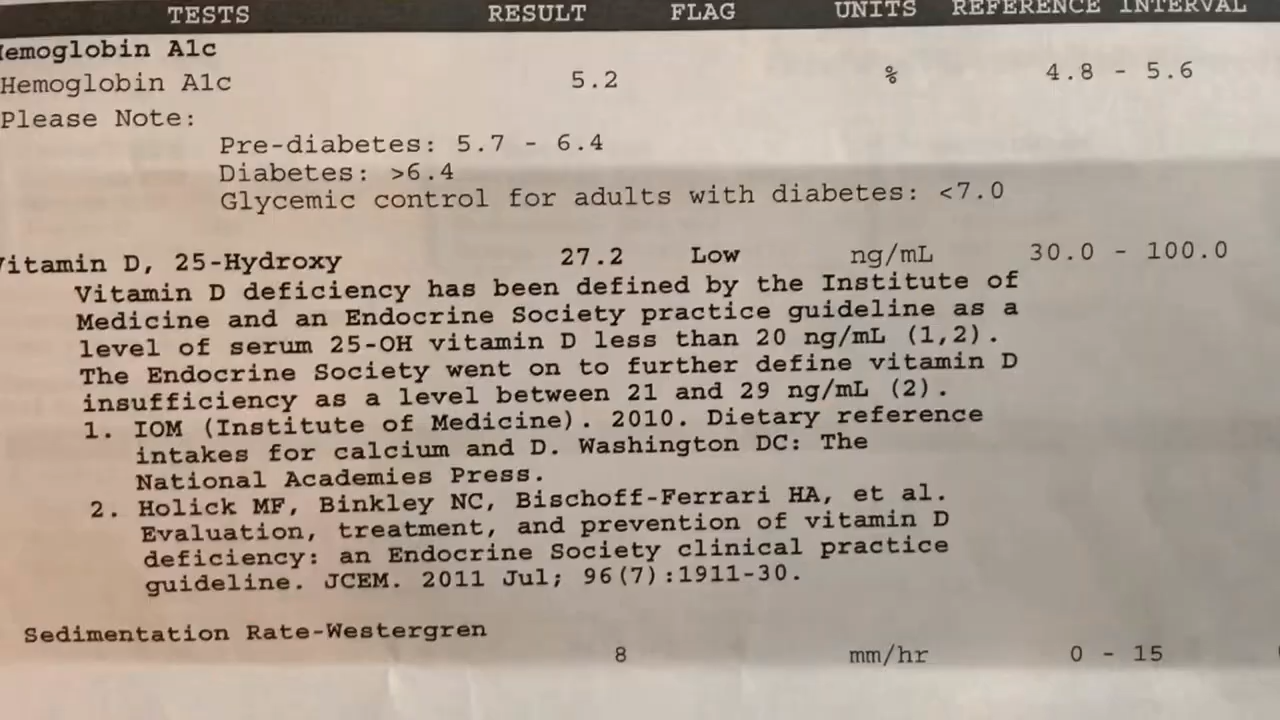 TESTS RESULT FLAG UNITS REFERENCE INTERVAL
Hemoglobin A1c
Hemoglobin A1c 5.2 % 4.8 - 5.6
Please Note:
Pre-diabetes: 5.7 - 6.4
Diabetes: >6.4
Glycemic control for adults with diabetes: <7.0
Vitamin D, 25-Hydroxy 27.2 Low ng/mL 30.0 - 100.0
Vitamin D deficiency has been defined by the Institute of
Medicine and an Endocrine Society practice guideline as a
level of serum 25-OH vitamin D less than 20 ng/mL (1,2).
The Endocrine Society went on to further define vitamin D
insufficiency as a level between 21 and 29 ng/mL (2).
1. IOM (Institute of Medicine). 2010. Dietary reference
intakes for calcium and D. Washington DC: The
National Academies Press.
2. Holick MF, Binkley NC, Bischoff-Ferrari HA, et al.
Evaluation, treatment, and prevention of vitamin D
deficiency: an Endocrine Society clinical practice
guideline. JCEM. 2011 Jul; 96(7):1911-30.
Sedimentation Rate-Westergren
8 mm/hr 0 - 15